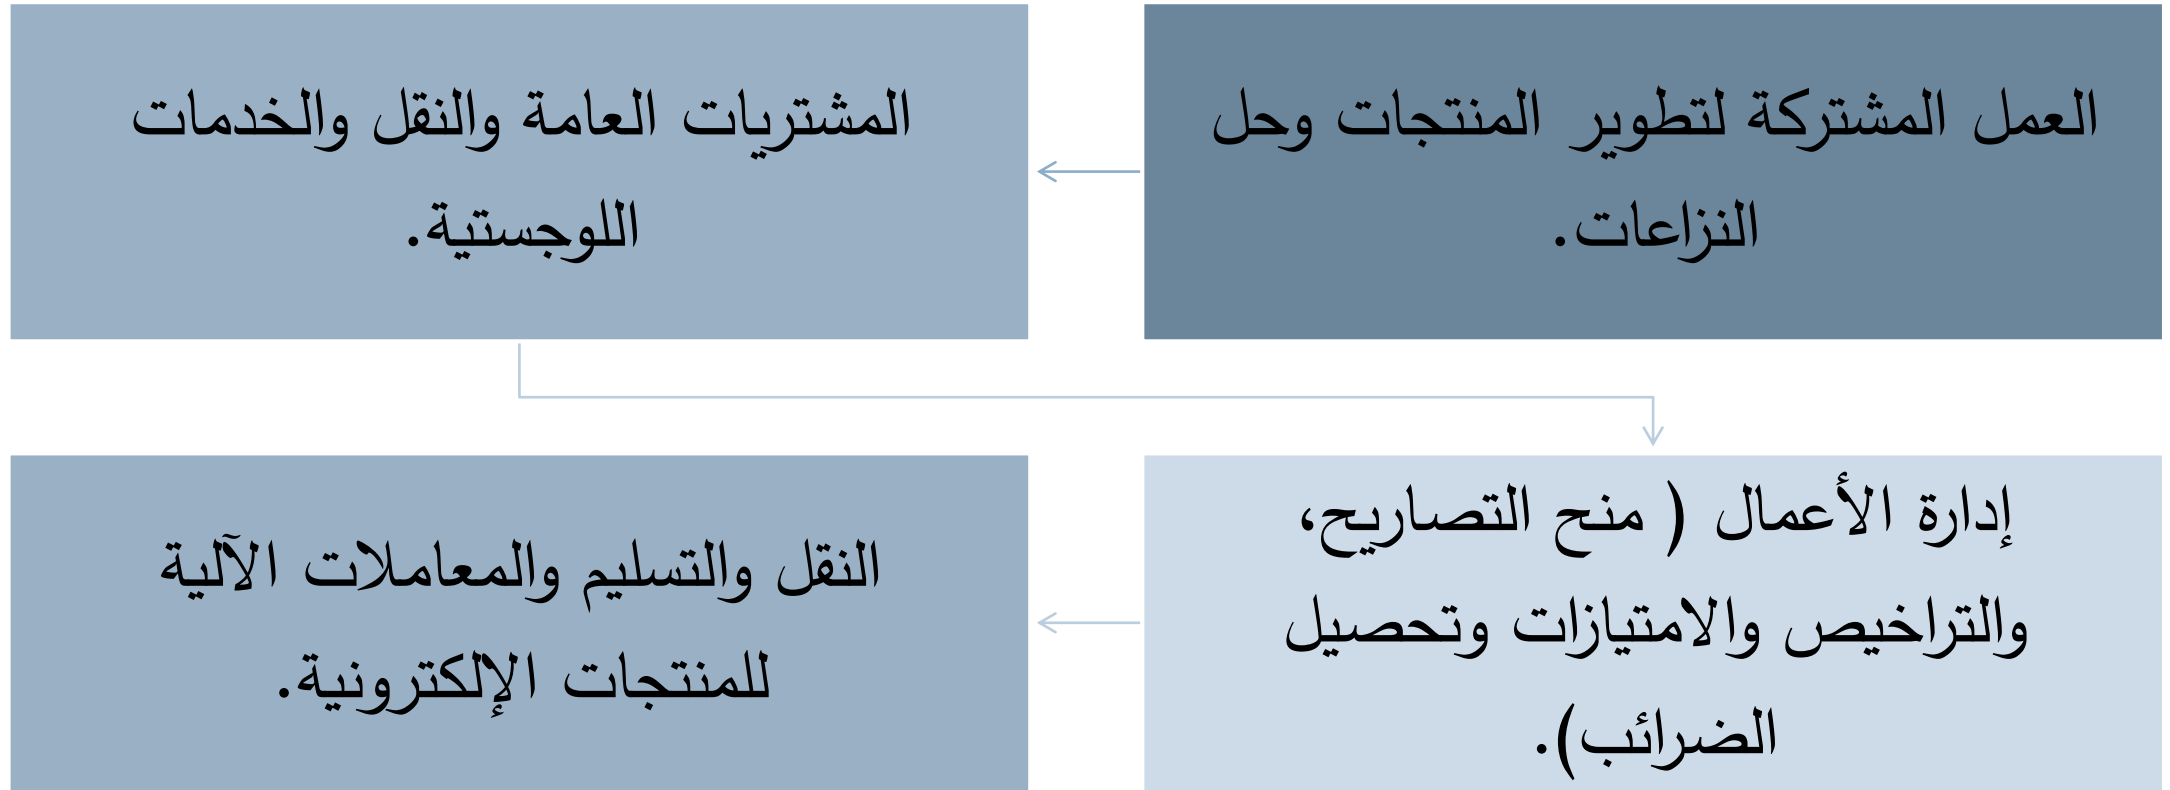 العمل المشتركة لتطوير المنتجات وحل
النزاعات.
المشتريات العامة والنقل والخدمات
اللوجستية.
إدارة الأعمال ( منح التصاريح،
والتراخيص والامتيازات وتحصيل
الضرائب).
النقل والتسليم والمعاملات الآلية
للمنتجات الإلكترونية.